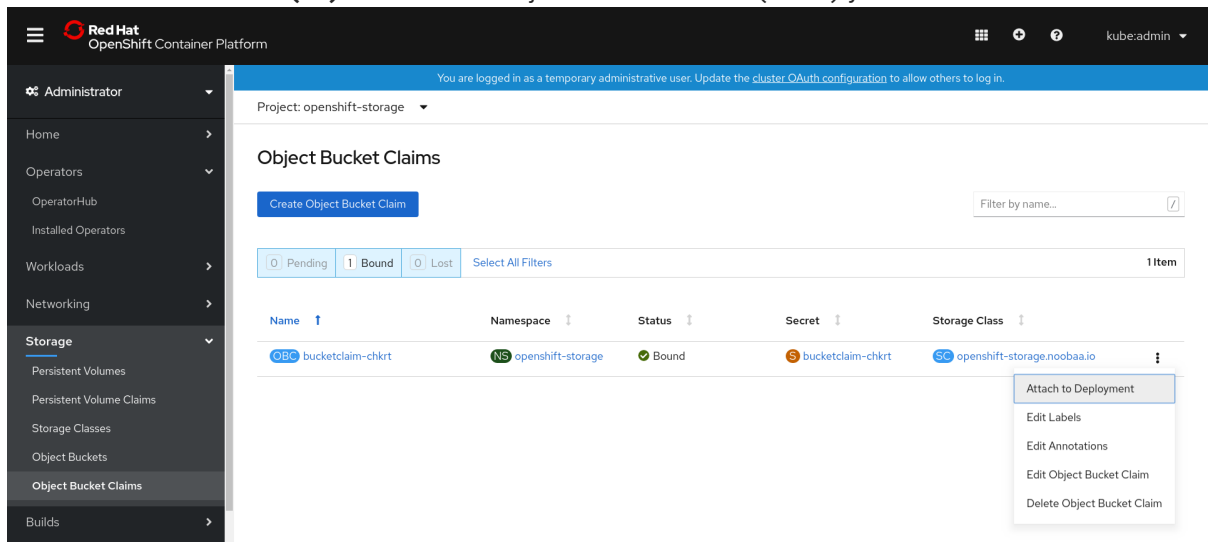 Red Hat
OpenShift Container Platform
kube:admin
Administrator
You are logged in as a temporary administrative user. Update the cluster OAuth configuration to allow others to log in.
Project: openshift-storage
Home
Operators
OperatorHub
Installed Operators
Workloads
Networking
Storage
Persistent Volumes
Persistent Volume Claims
Storage Classes
Object Buckets
Object Bucket Claims
Builds
Object Bucket Claims
Create Object Bucket Claim
Filter by name...
/
0 Pending 1 Bound 0 Lost Select All Filters 1 Item
Name Namespace Status Secret Storage Class
OBC bucketclaim-chkrt NS openshift-storage Bound S bucketclaim-chkrt SC openshift-storage.noobaa.io
Attach to Deployment
Edit Labels
Edit Annotations
Edit Object Bucket Claim
Delete Object Bucket Claim